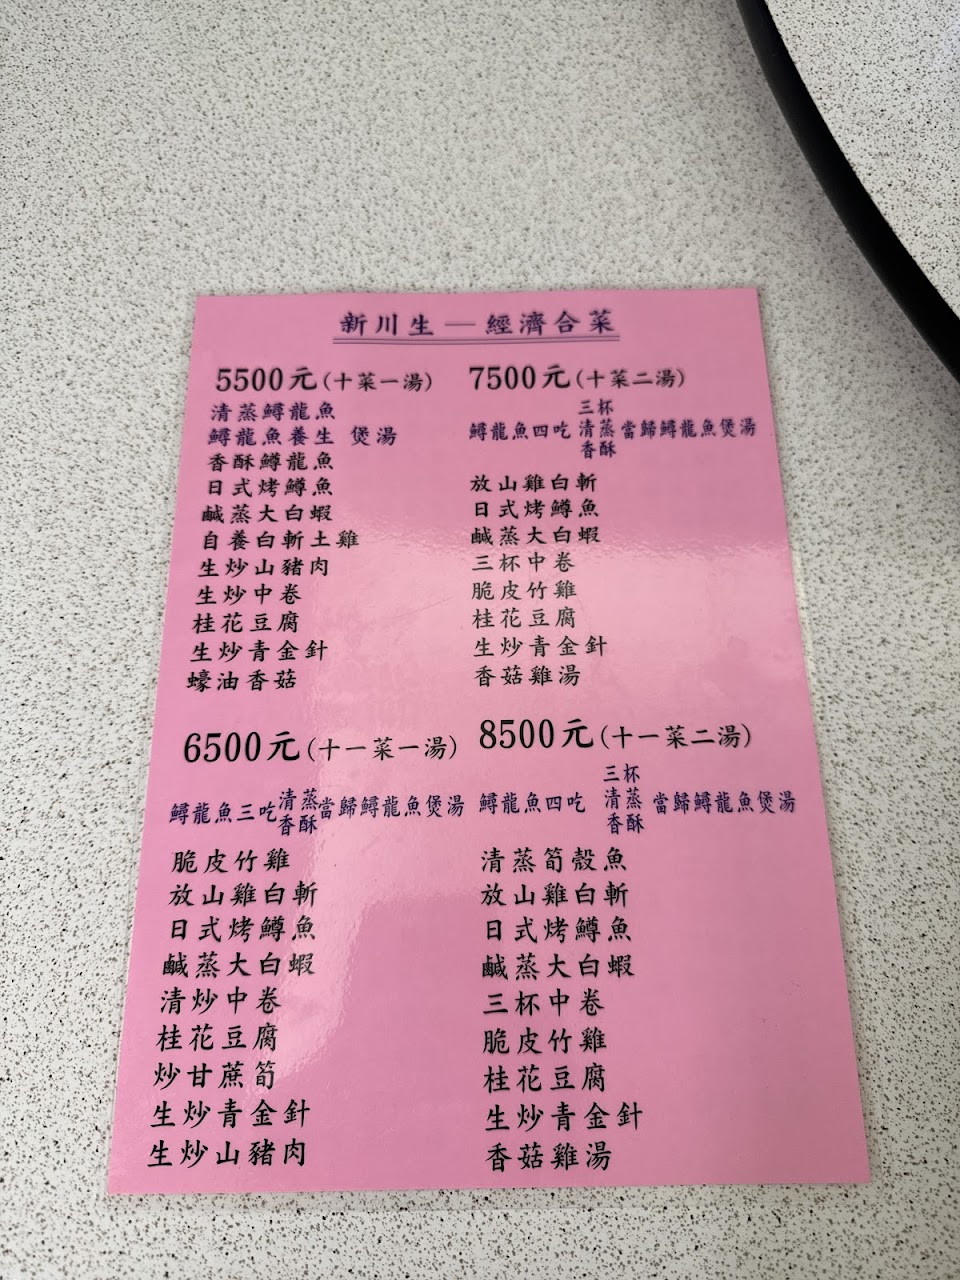 新川生—經濟合菜
5500元(十菜一湯)
清蒸鱘龍魚
鱘龍魚養生 煲湯
香酥鱘龍魚
日式烤鱒魚
鹹蒸大白蝦
自養白斬土雞
生炒山豬肉
生炒中卷
桂花豆腐
生炒青金針
蠔油香菇
7500元(十菜二湯)
三杯
鱘龍魚四吃 清蒸 當歸鱘龍魚煲湯
香酥
放山雞白斬
日式烤鱒魚
鹹蒸大白蝦
三杯中卷
脆皮竹雞
桂花豆腐
生炒青金針
香菇雞湯
6500元(十一菜一湯)
清蒸
鱘龍魚三吃 當歸鱘龍魚煲湯
香酥
脆皮竹雞
放山雞白斬
日式烤鱒魚
鹹蒸大白蝦
清炒中卷
桂花豆腐
炒甘蔗筍
生炒青金針
生炒山豬肉
8500元(十一菜二湯)
三杯
鱘龍魚四吃 清蒸 當歸鱘龍魚煲湯
香酥
清蒸筍殼魚
放山雞白斬
日式烤鱒魚
鹹蒸大白蝦
三杯中卷
脆皮竹雞
桂花豆腐
生炒青金針
香菇雞湯